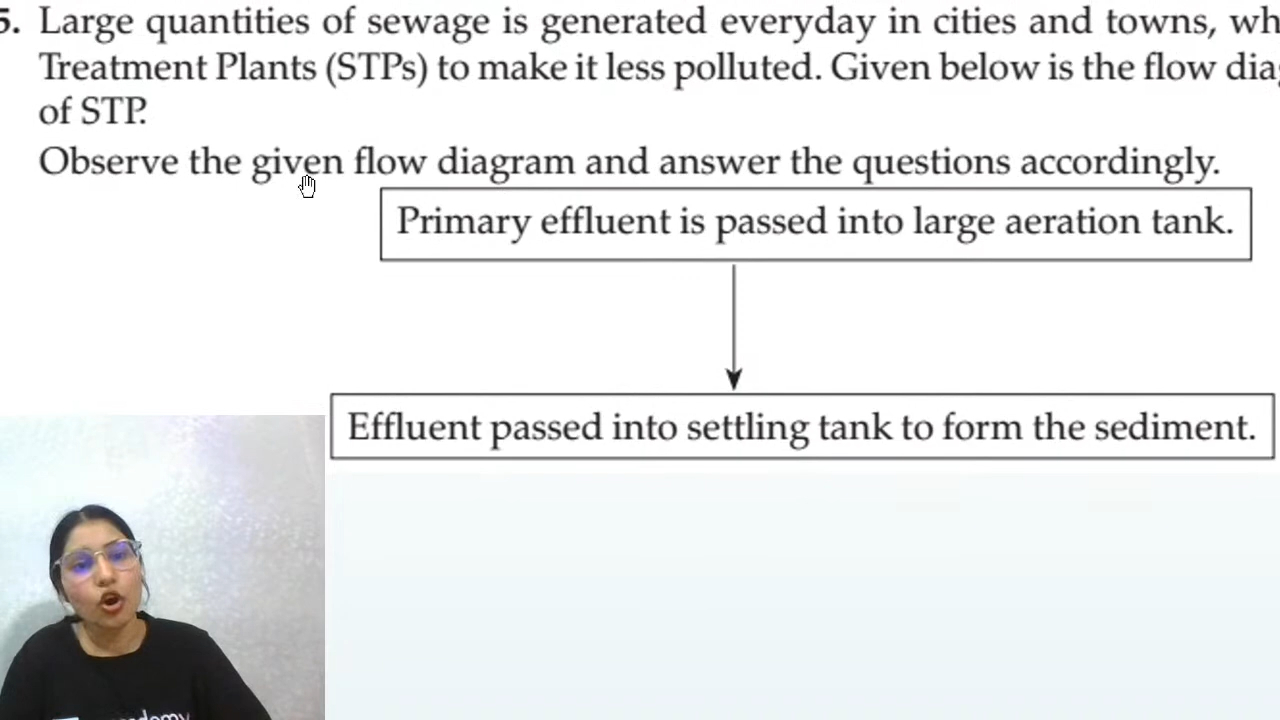 5. Large quantities of sewage is generated everyday in cities and towns,
Treatment Plants (STPs) to make it less polluted. Given below is the flow
of STP.
Observe the given flow diagram and answer the questions accordingly.
Primary effluent is passed into large aeration tank.
Effluent passed into settling tank to form the sediment.